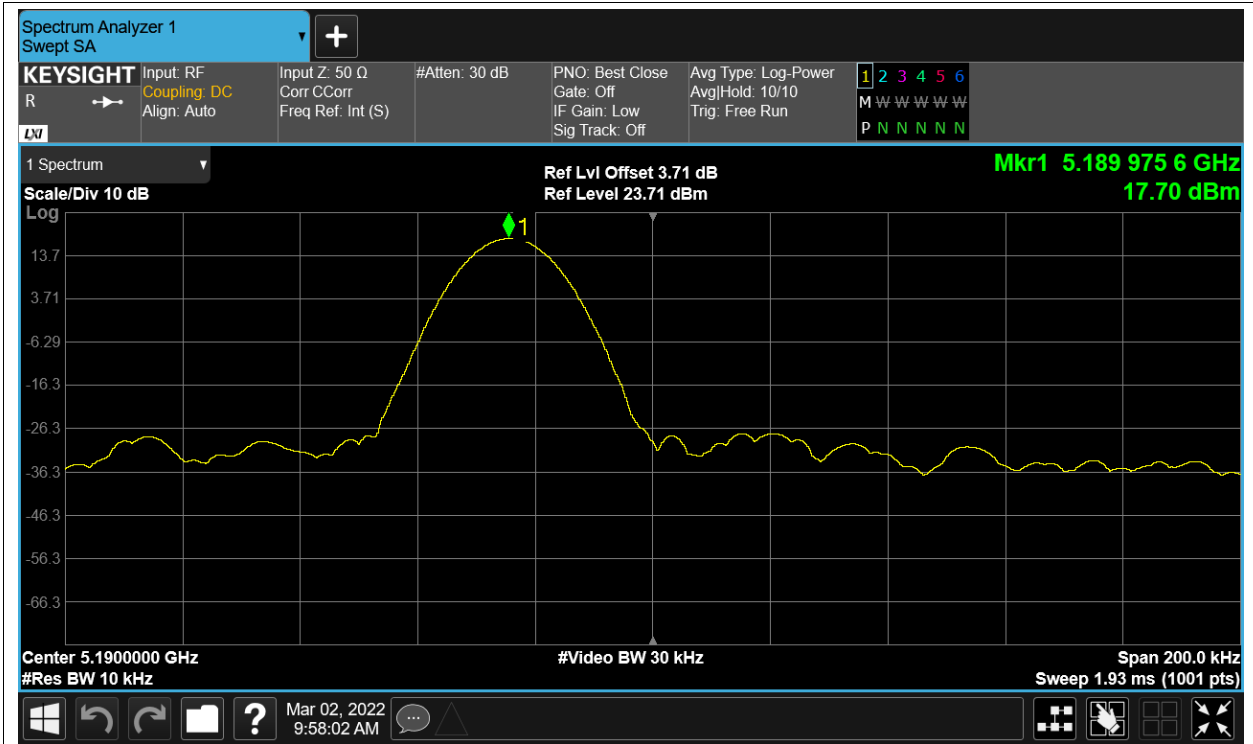 Spectrum Analyzer 1
Swept SA
KEYSIGHT
R
LXI
Input: RF
Coupling: DC
Align: Auto
Input Z: 50 Ω
Corr CCorr
Freq Ref: Int (S)
#Atten: 30 dB
PNO: Best Close
Gate: Off
IF Gain: Low
Sig Track: Off
Avg Type: Log-Power
Avg|Hold: 10/10
Trig: Free Run
1 2 3 4 5 6
M W W W W W
P N N N N N
1 Spectrum
Scale/Div 10 dB
Log
Ref Lvl Offset 3.71 dB
Ref Level 23.71 dBm
Mkr1 5.189 975 6 GHz
17.70 dBm
1
13.7
3.71
-6.29
-16.3
-26.3
-36.3
-46.3
-56.3
-66.3
Center 5.1900000 GHz
#Res BW 10 kHz
#Video BW 30 kHz
Span 200.0 kHz
Sweep 1.93 ms (1001 pts)
?
Mar 02, 2022
9:58:02 AM